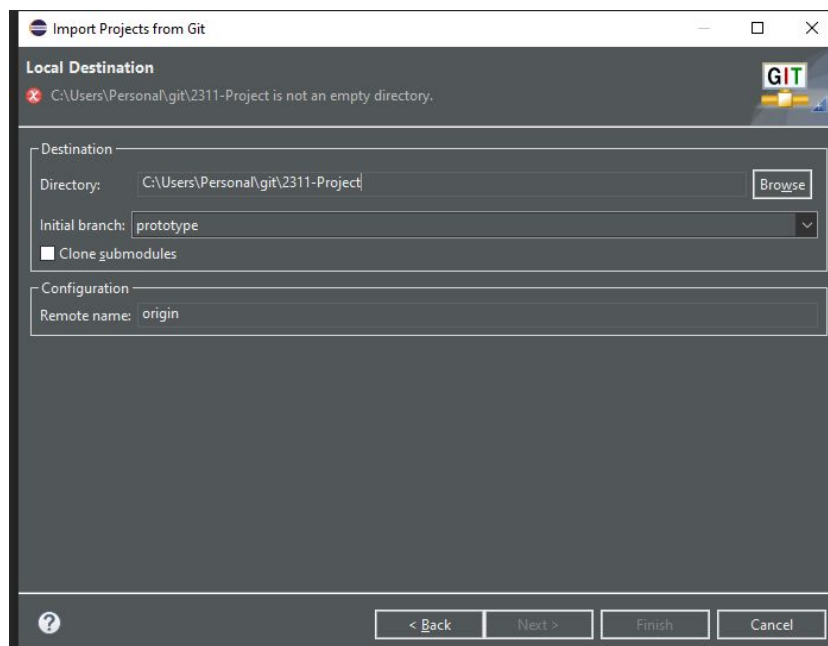 Import Projects from Git
Local Destination
C:\Users\Personal\git\2311-Project is not an empty directory.
GIT
Destination
Directory: C:\Users\Personal\git\2311-Project Browse
Initial branch: prototype
Clone submodules
Configuration
Remote name: origin
? < Back Next > Finish Cancel